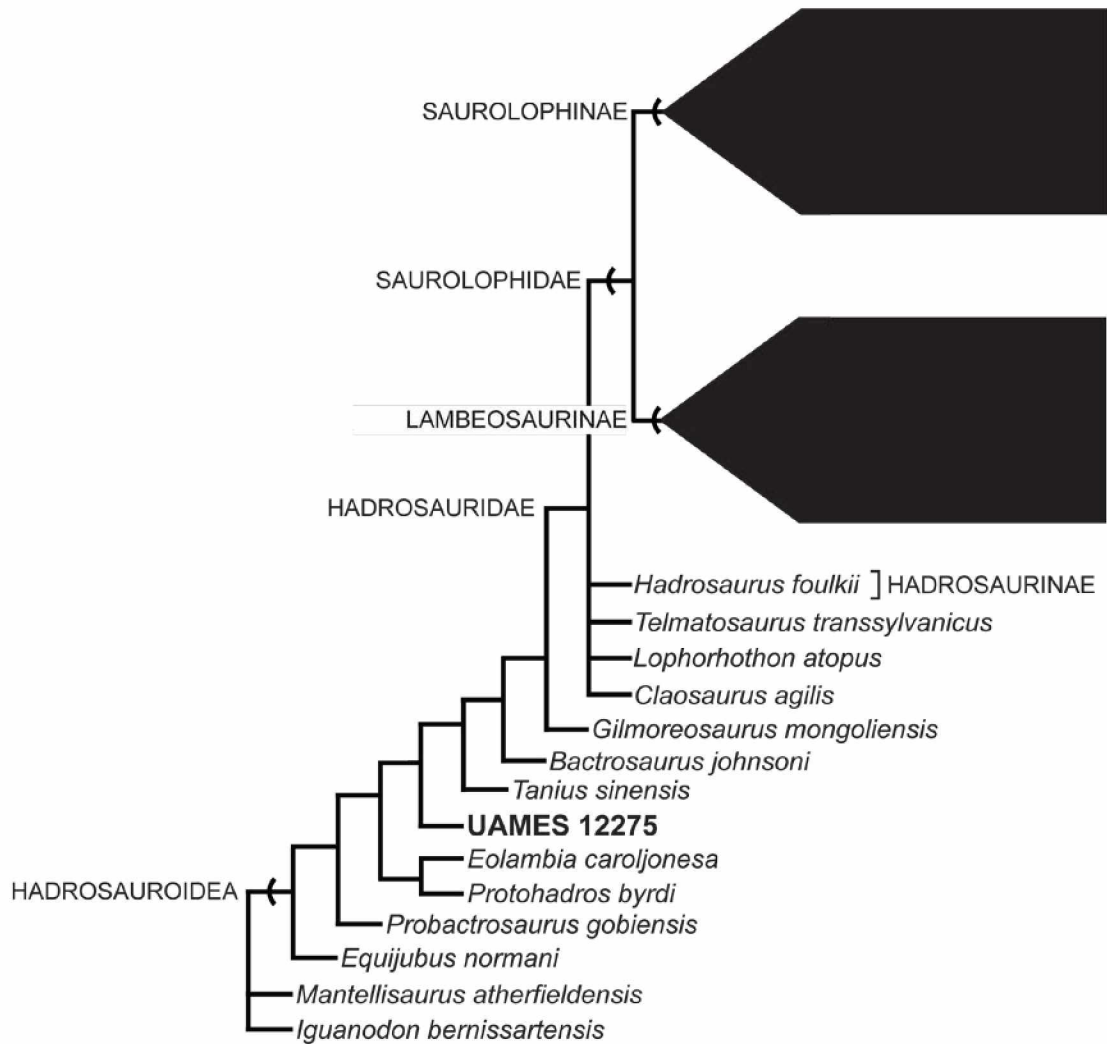 SAUROLOPHINAE
SAUROLOPHIDAE
LAMBEOSAURINAE
HADROSAURIDAE
Hadrosaurus foulkii ] HADROSAURINAE
Telmatosaurus transsylvanicus
Lophorhothon atopus
Claosaurus agilis
Gilmoreosaurus mongoliensis
Bactrosaurus johnsoni
Tanius sinensis
UAMES 12275
Eolambia caroljonesa
HADROSAUROIDEA
Protohadros byrdi
Probactrosaurus gobiensis
Equijubus normani
Mantellisaurus atherfieldensis
Iguanodon bernissartensis